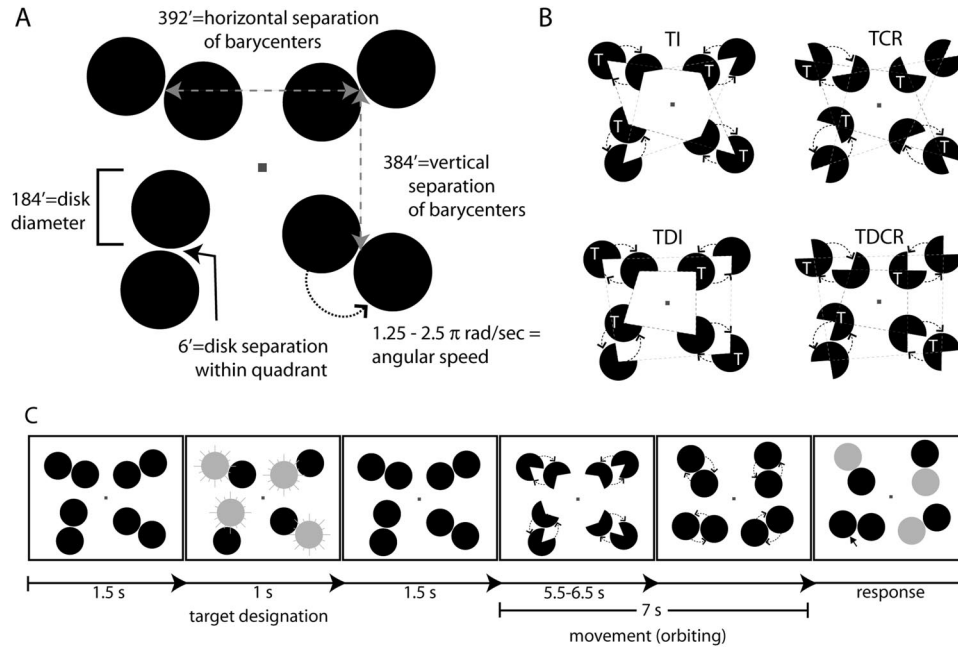 A
392’=horizontal separation
of barycenters
384’=vertical
separation
of barycenters
184’=disk
diameter
6’=disk separation
within quadrant
1.25 - 2.5 π rad/sec =
angular speed
B
TI
T
T
T
T
TCR
T
T
T
T
TDI
T
T
T
T
TDCR
T
T
T
T
C
1.5 s
1 s
1.5 s
5.5-6.5 s
response
target designation
7 s
movement (orbiting)